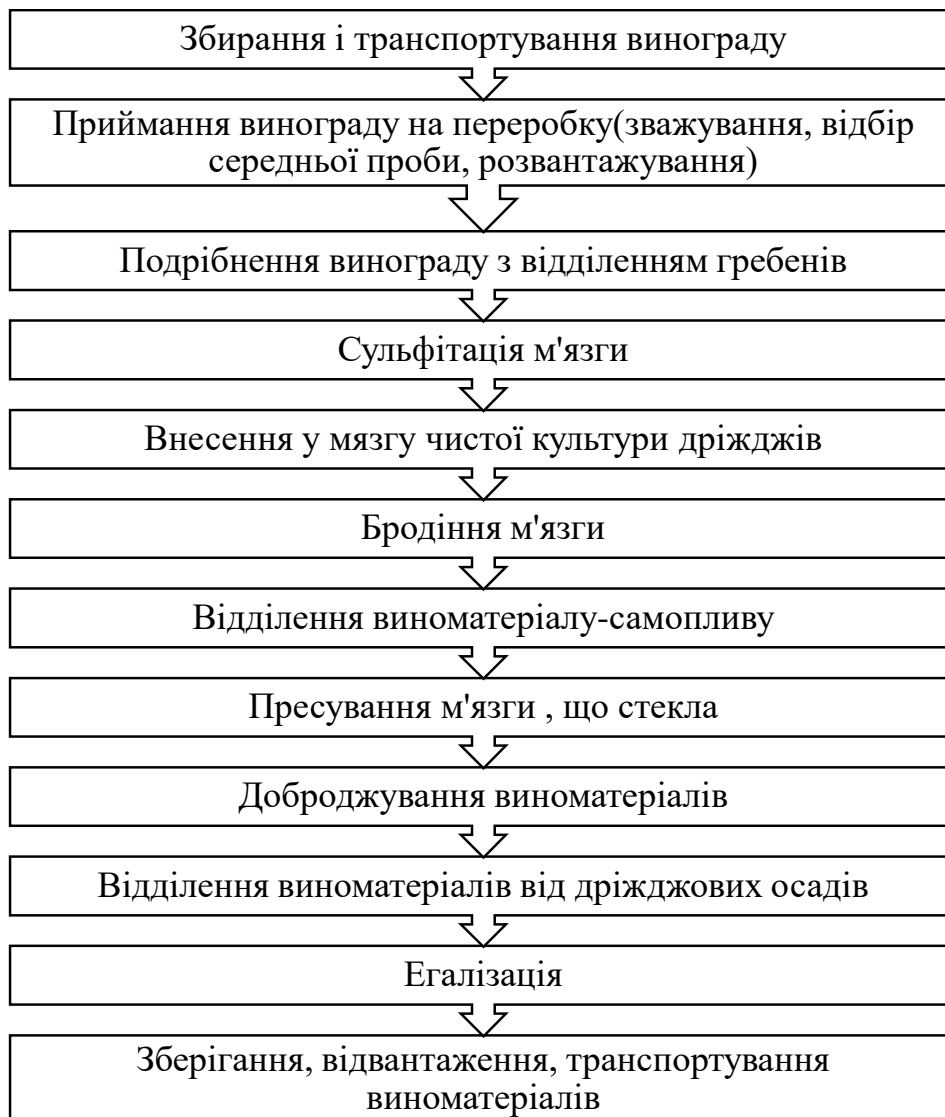 Збирання і транспортування винограду
Приймання винограду на переробку(зважування, відбір
середньої проби, розвантажування)
Подрібнення винограду з відділенням гребенів
Сульфітація м'язги
Внесення у мязгу чистої культури дріжджів
Бродіння м'язги
Відділення виноматеріалу-самопливу
Пресування м'язги , що стекла
Доброджування виноматеріалів
Відділення виноматеріалів від дріжджових осадів
Егалізація
Зберігання, відвантаження, транспортування
виноматеріалів